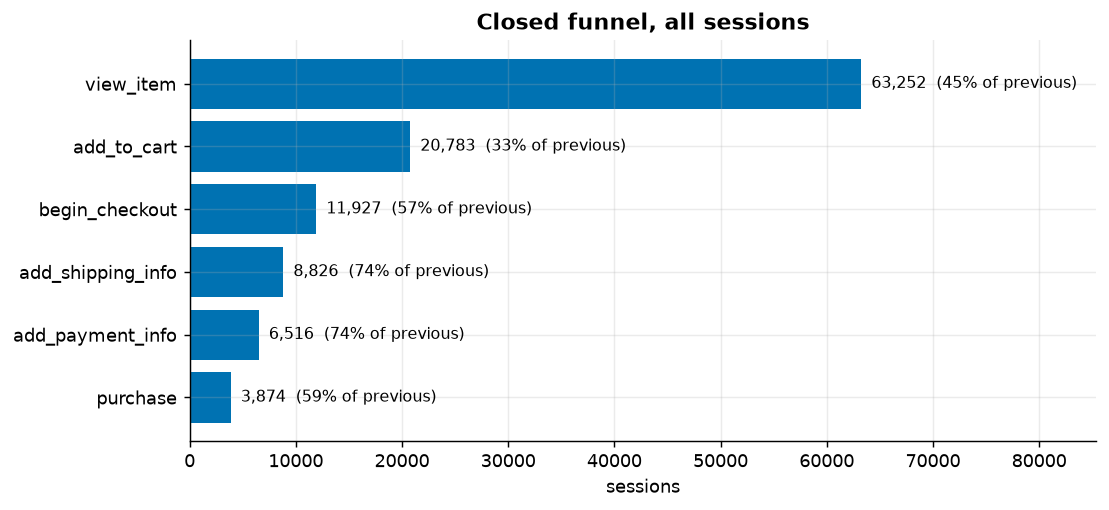 Closed funnel, all sessions
view_item
63,252 (45% of previous)
add_to_cart
20,783 (33% of previous)
begin_checkout
11,927 (57% of previous)
add_shipping_info
8,826 (74% of previous)
add_payment_info
6,516 (74% of previous)
purchase
3,874 (59% of previous)
0 10000 20000 30000 40000 50000 60000 70000 80000
sessions